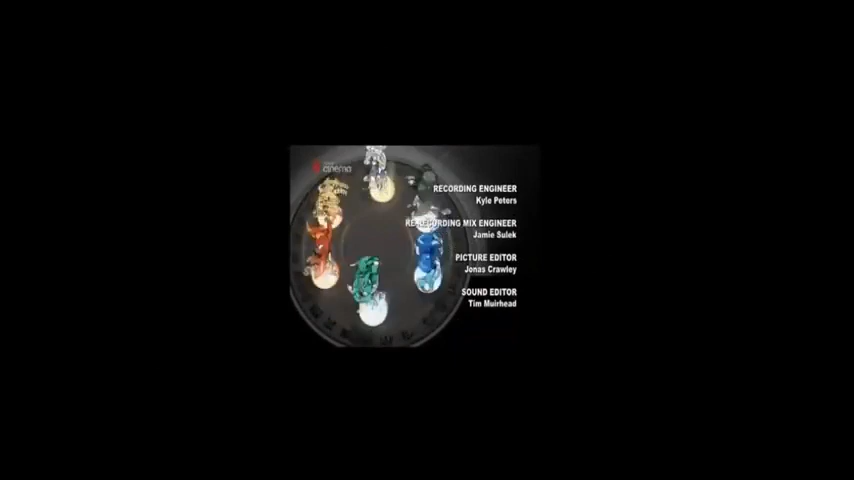 cinema
RECORDING ENGINEER
Kyle Peters
RE-RECORDING MIX ENGINEER
Jamie Sulek
PICTURE EDITOR
Jonas Crawley
SOUND EDITOR
Tim Muirhead